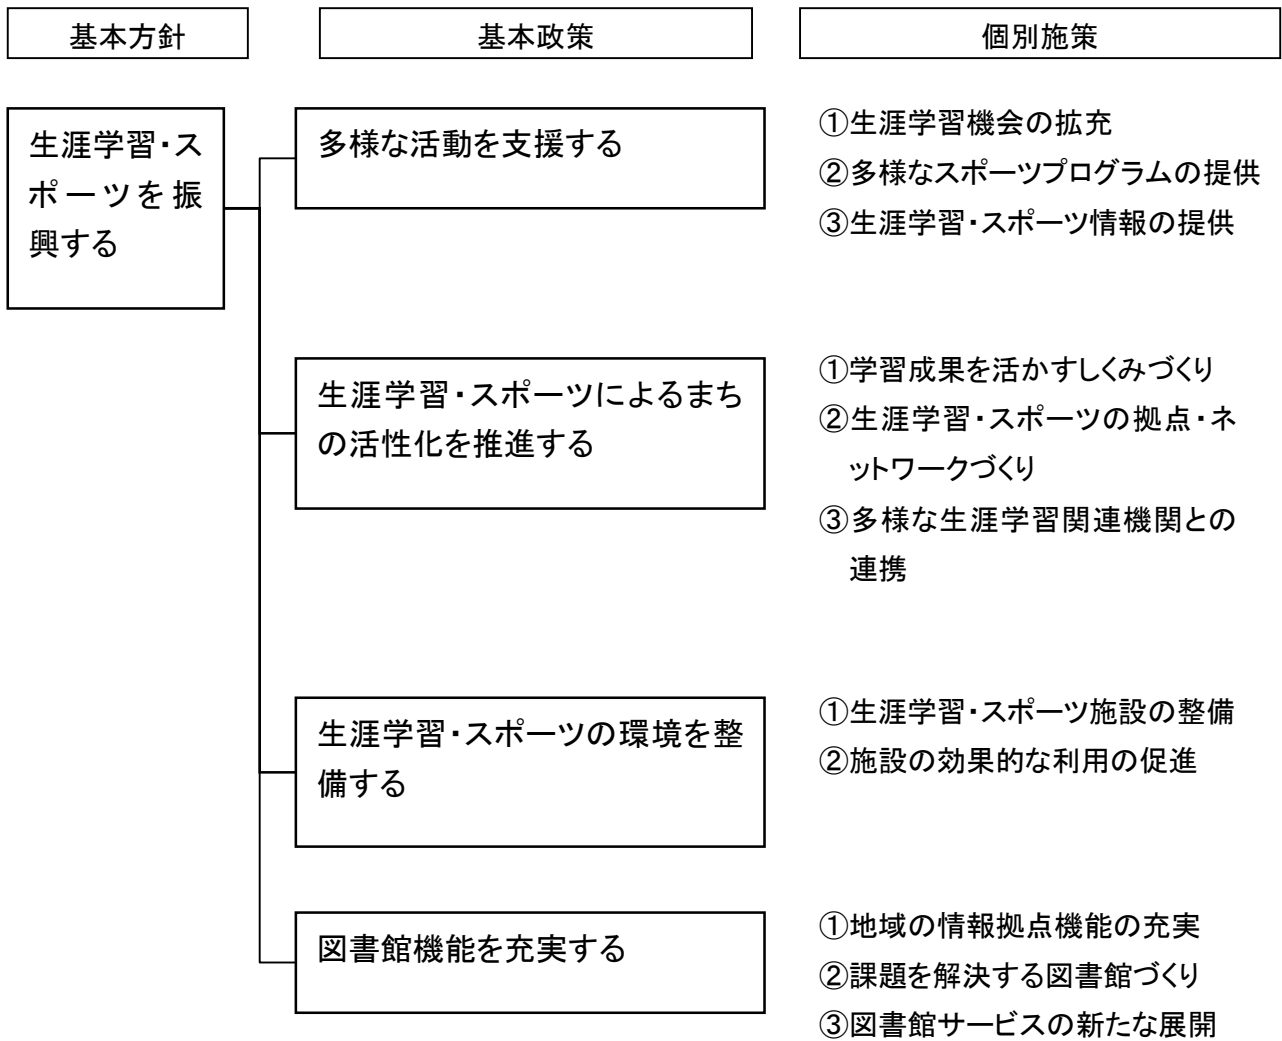 基本方針
基本政策
個別施策
生涯学習・ス
ポーツを振
興する
多様な活動を支援する
①生涯学習機会の拡充
②多様なスポーツプログラムの提供
③生涯学習・スポーツ情報の提供
生涯学習・スポーツによるまち
の活性化を推進する
①学習成果を活かすしくみづくり
②生涯学習・スポーツの拠点・ネ
ットワークづくり
③多様な生涯学習関連機関との
連携
生涯学習・スポーツの環境を整
備する
①生涯学習・スポーツ施設の整備
②施設の効果的な利用の促進
図書館機能を充実する
①地域の情報拠点機能の充実
②課題を解決する図書館づくり
③図書館サービスの新たな展開